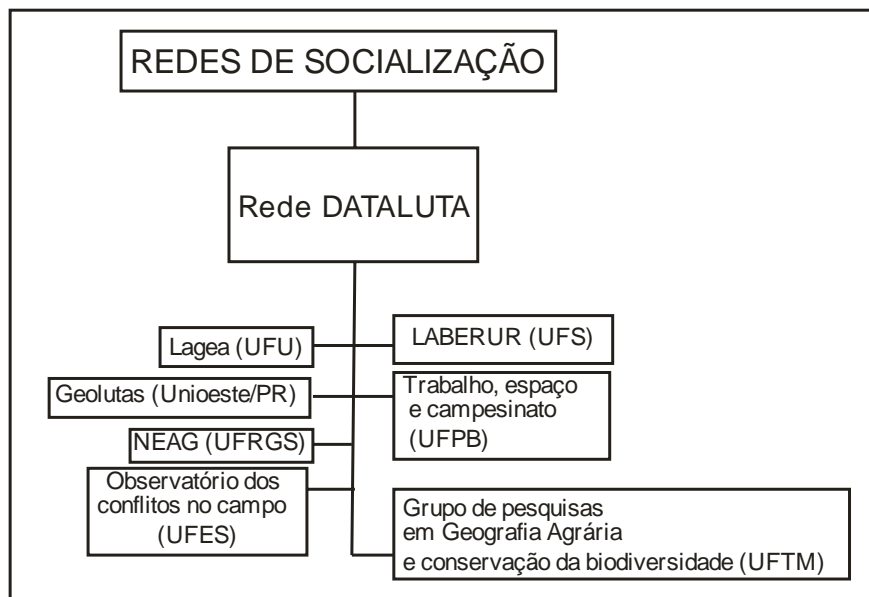 REDES DE SOCIALIZAÇÃO
Rede DATALUTA
Lagea (UFU)
LABERUR (UFS)
Geolutas (Unioeste/PR)
Trabalho, espaço
e campesinato
(UFPB)
NEAG (UFRGS)
Observatório dos
conflitos no campo
(UFES)
Grupo de pesquisas
em Geografia Agrária
e conservação da biodiversidade (UFTM)